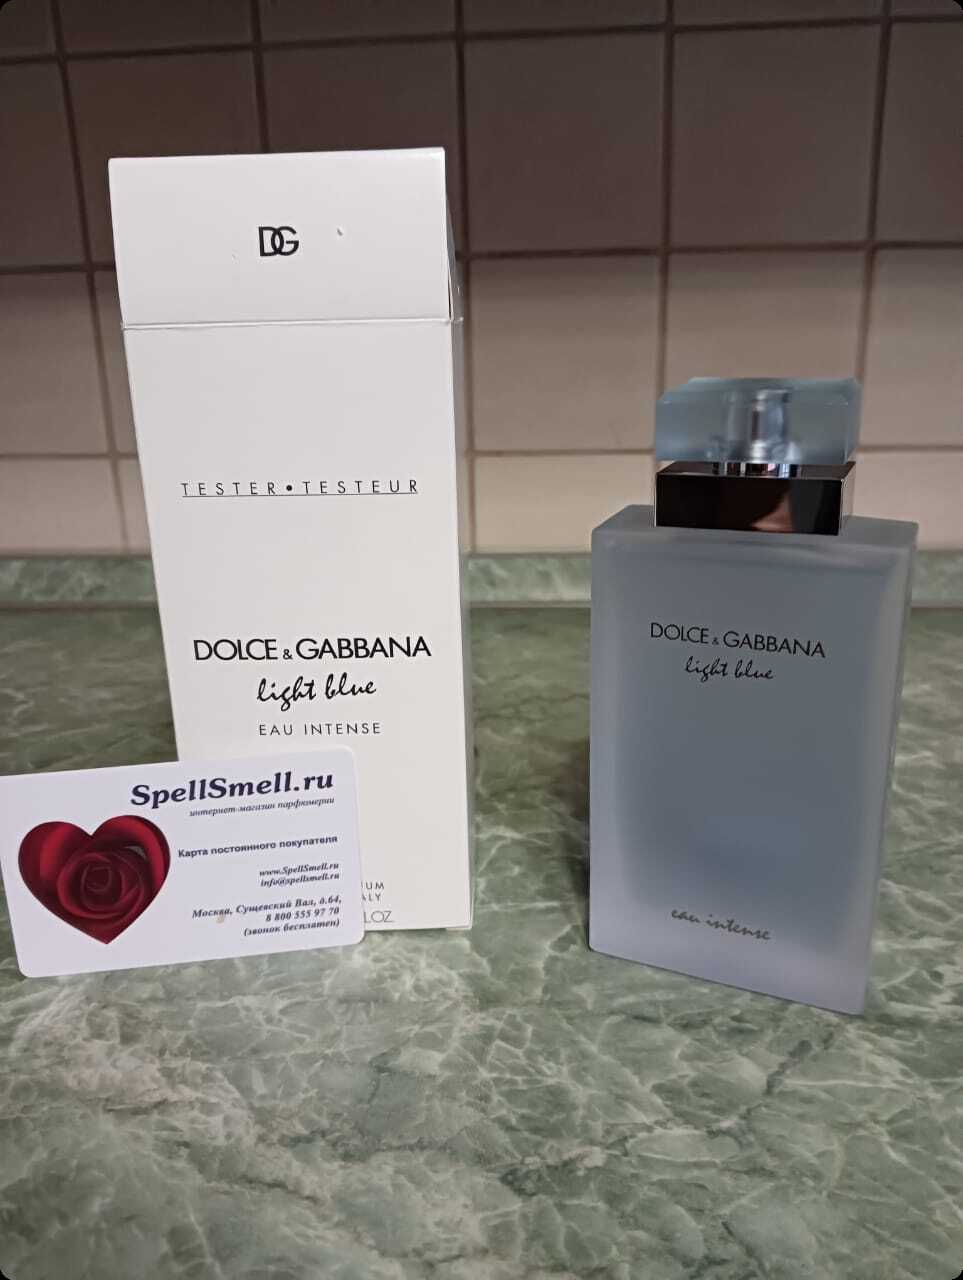 DG
TESTER • TESTEUR
DOLCE & GABBANA
light blue
EAU INTENSE
SpellSmell.ru
интернет-магазин парфюмерии
Карта постоянного покупателя
www.SpellSmell.ru
info@spellsmell.ru
Москва, Сущевский Вал, д.64,
8 800 555 97 70
(звонок бесплатен)
DOLCE & GABBANA
light blue
eau intense